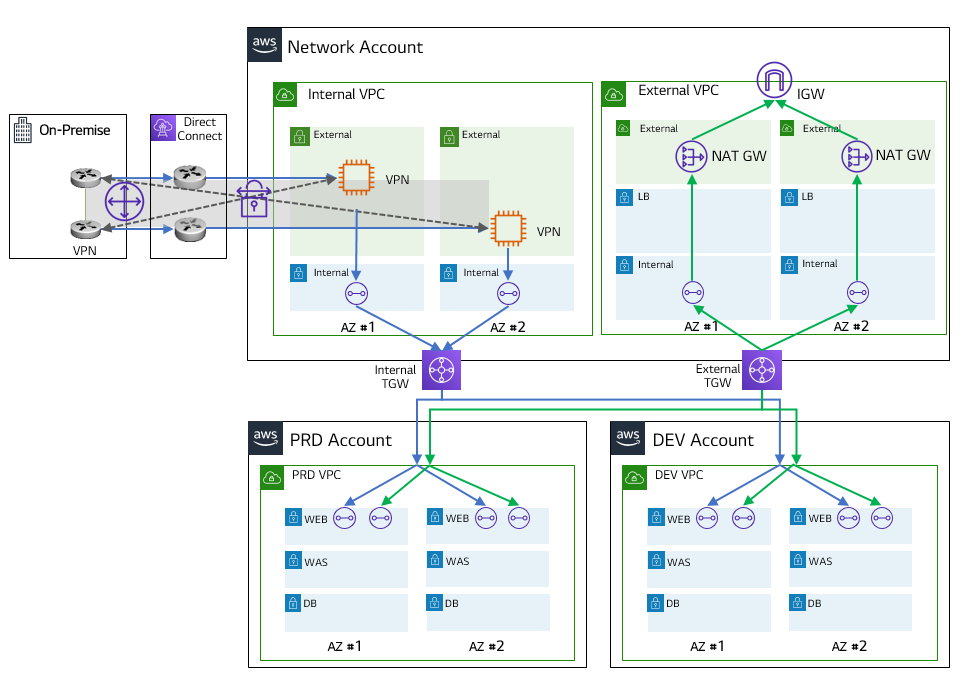 aws
Network Account
Internal VPC
External VPC
IGW
On-Premise
Direct
Connect
External
External
External
External
VPN
NAT GW
NAT GW
LB
LB
VPN
VPN
Internal
Internal
Internal
Internal
AZ #1
AZ #2
AZ #1
AZ #2
Internal
TGW
External
TGW
aws
PRD Account
aws
DEV Account
PRD VPC
DEV VPC
WEB
WEB
WEB
WEB
WAS
WAS
WAS
WAS
DB
DB
DB
DB
AZ #1
AZ #2
AZ #1
AZ #2